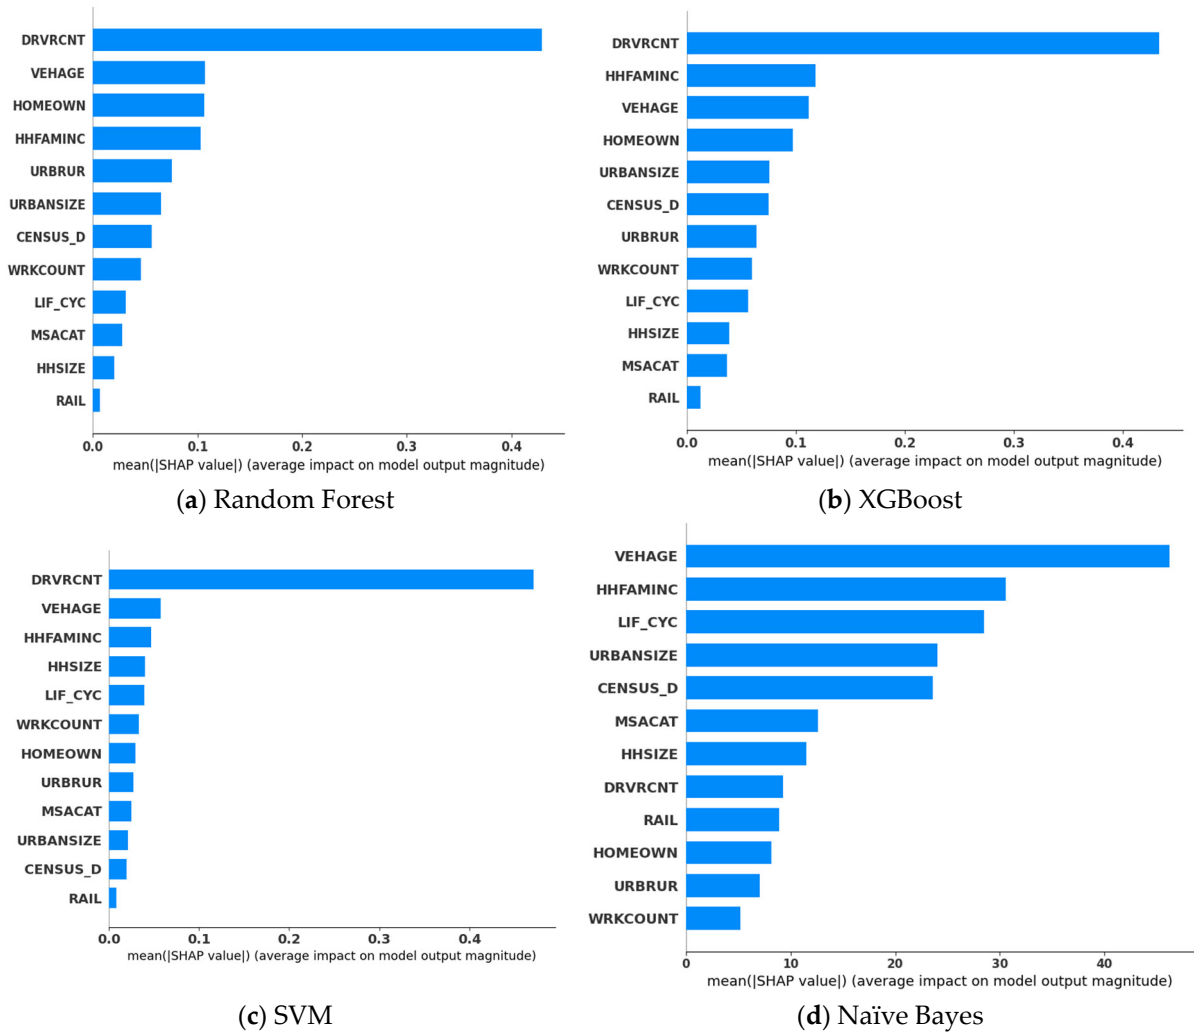 DRVRCNT
VEHAGE
HOMEOWN
HHFAMINC
URBRUR
URBANSIZE
CENSUS_D
WRKCOUNT
LIF_CYC
MSACAT
HHSIZE
RAIL
0.0 0.1 0.2 0.3 0.4
mean(|SHAP value|) (average impact on model output magnitude)
(a) Random Forest
DRVRCNT
HHFAMINC
VEHAGE
HOMEOWN
URBANSIZE
CENSUS_D
URBRUR
WRKCOUNT
LIF_CYC
HHSIZE
MSACAT
RAIL
0.0 0.1 0.2 0.3 0.4
mean(|SHAP value|) (average impact on model output magnitude)
(b) XGBoost
DRVRCNT
VEHAGE
HHFAMINC
HHSIZE
LIF_CYC
WRKCOUNT
HOMEOWN
URBRUR
MSACAT
URBANSIZE
CENSUS_D
RAIL
0.0 0.1 0.2 0.3 0.4
mean(|SHAP value|) (average impact on model output magnitude)
(c) SVM
VEHAGE
HHFAMINC
LIF_CYC
URBANSIZE
CENSUS_D
MSACAT
HHSIZE
DRVRCNT
RAIL
HOMEOWN
URBRUR
WRKCOUNT
0 10 20 30 40
mean(|SHAP value|) (average impact on model output magnitude)
(d) Naïve Bayes